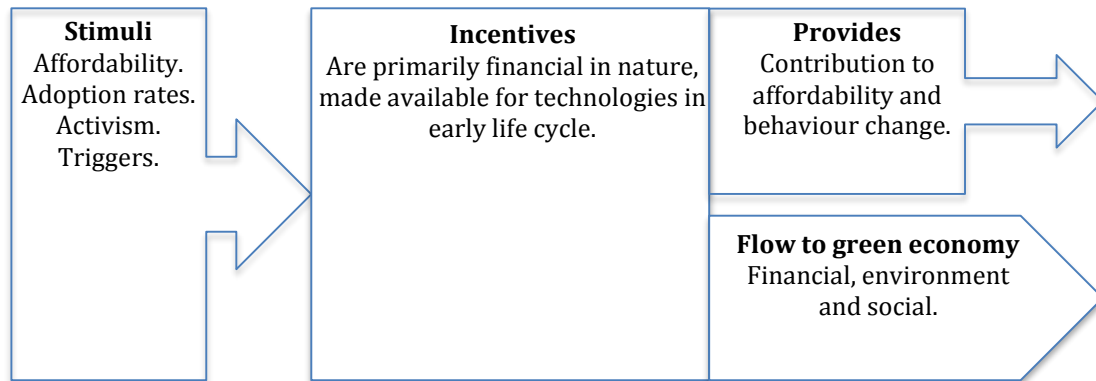 Stimuli
Affordability.
Adoption rates.
Activism.
Triggers.
Incentives
Are primarily financial in nature,
made available for technologies in
early life cycle.
Provides
Contribution to
affordability and
behaviour change.
Flow to green economy
Financial, environment
and social.